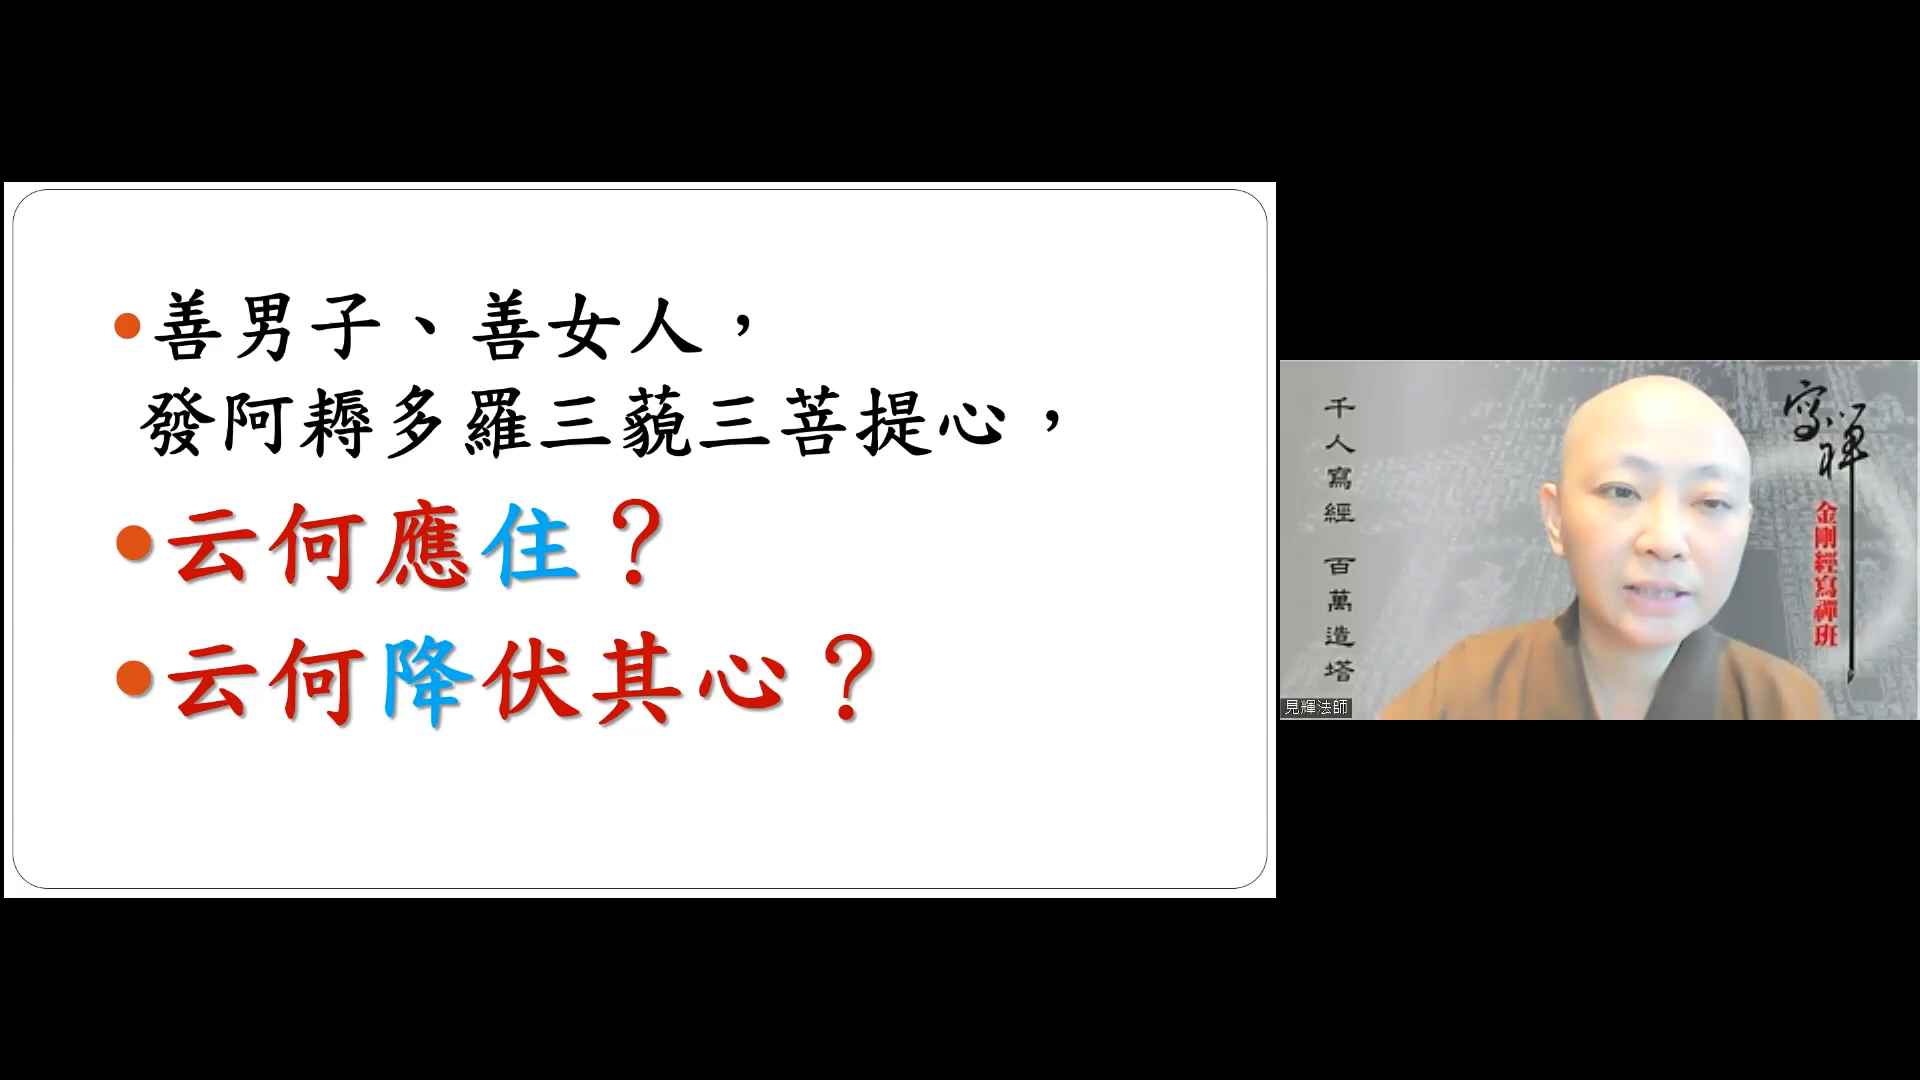 •善男子、善女人，
發阿耨多羅三藐三菩提心，
•云何應住？
•云何降伏其心？
千人寫經 百萬造塔
寫禪
金剛經寫禪班
見輝法師